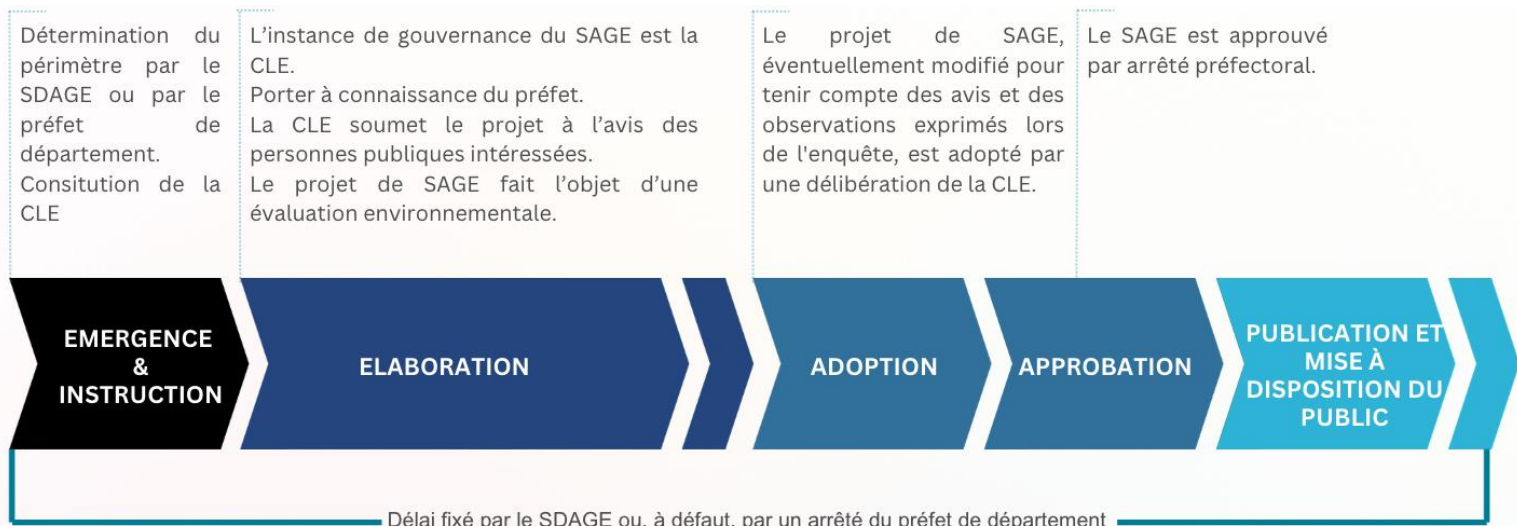 Détermination du
périmètre par le
SDAGE ou par le
préfet de
département.
Consitution de la
CLE
L'instance de gouvernance du SAGE est la
CLE.
Porter à connaissance du préfet.
La CLE soumet le projet à l'avis des
personnes publiques intéressées.
Le projet de SAGE fait l'objet d'une
évaluation environnementale.
Le projet de SAGE,
éventuellement modifié pour
tenir compte des avis et des
observations exprimés lors
de l'enquête, est adopté par
une délibération de la CLE.
Le SAGE est approuvé
par arrêté préfectoral.
EMERGENCE
&
INSTRUCTION
ELABORATION
ADOPTION
APPROBATION
PUBLICATION ET
MISE À
DISPOSITION DU
PUBLIC
Délai fixé par le SDAGE ou, à défaut, par un arrêté du préfet de département